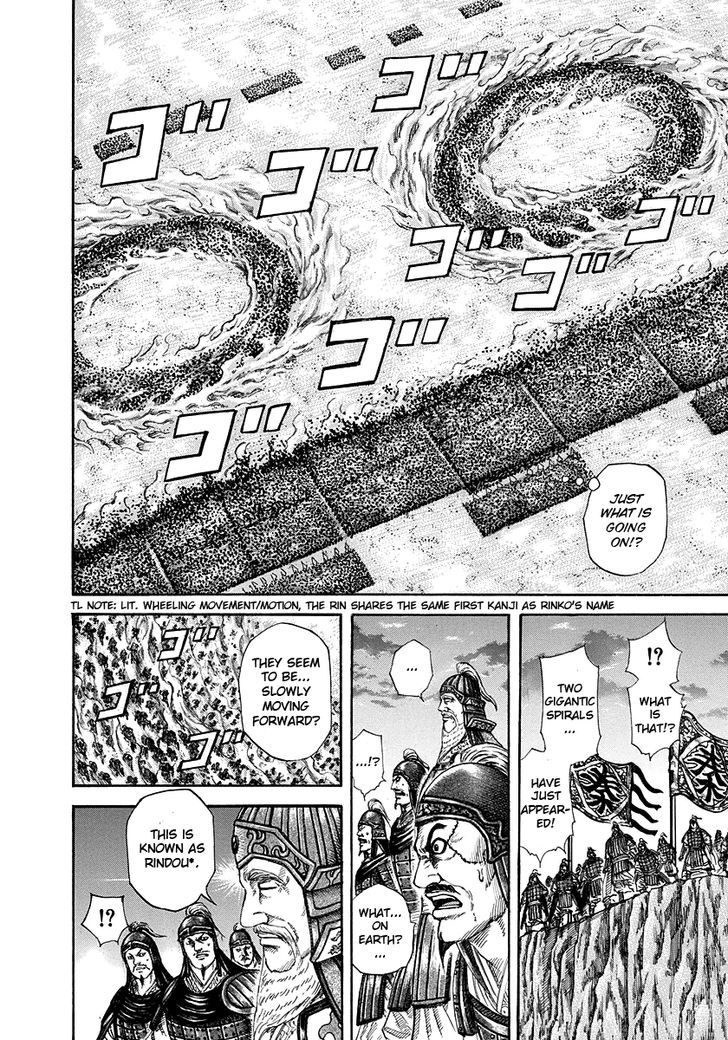 ゴ゛
ゴ゛
ゴ゛
ゴ゛
ゴ゛
ゴ゛
ゴ゛
ゴ゛
JUST
WHAT IS
GOING
ON!?
TL NOTE: LIT. WHEELING MOVEMENT/MOTION, THE RIN SHARES THE SAME FIRST KANJI AS RINKO'S NAME
!?
WHAT IS
THAT!?
TWO
GIGANTIC
SPIRALS
...
HAVE
JUST
APPEAR-
ED!
...
...!?
WHAT...
ON
EARTH?
...
THEY SEEM
TO BE...
SLOWLY
MOVING
FORWARD?
ゴ゛
ゴ゛
ゴ゛
THIS IS
KNOWN AS
RINDOU*.
!?